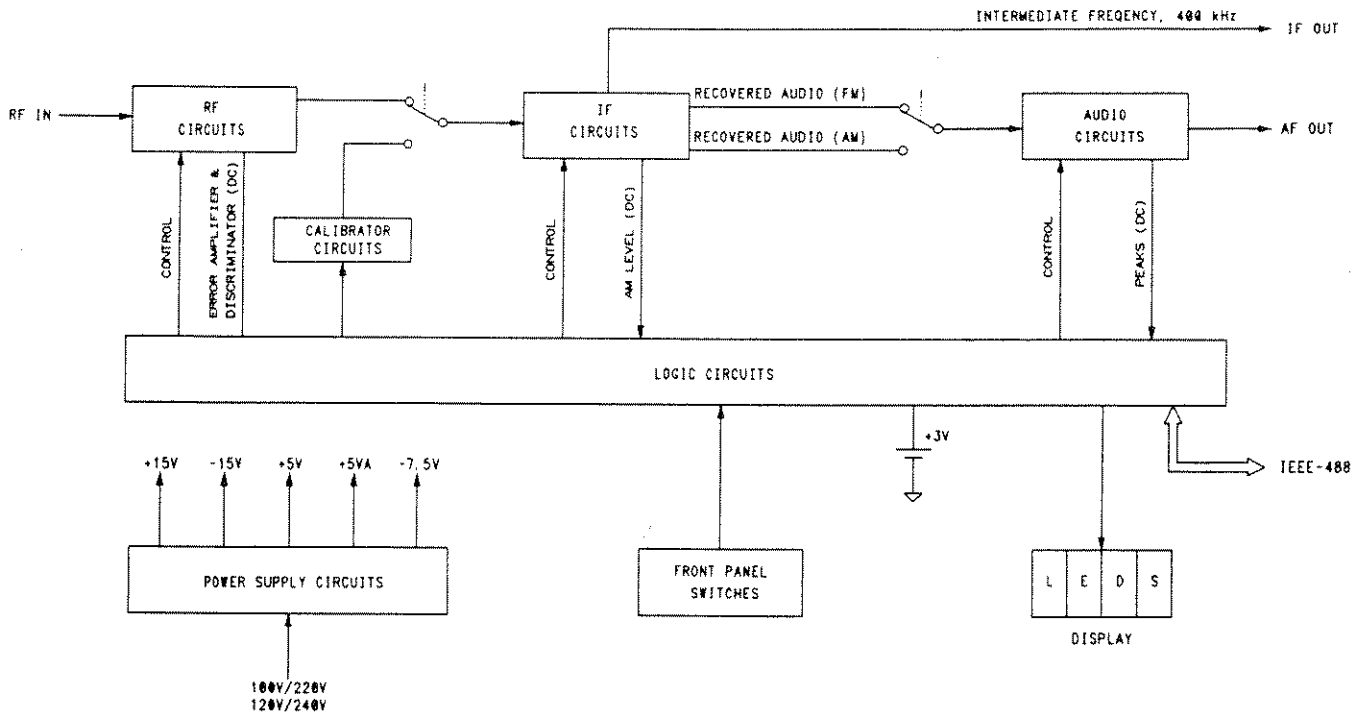 INTERMEDIATE FREQENCY, 400 kHz
IF OUT
RF IN
RF
CIRCUITS
IF
CIRCUITS
RECOVERED AUDIO (FM)
RECOVERED AUDIO (AM)
AUDIO
CIRCUITS
AF OUT
CONTROL
ERROR AMPLIFIER &
DISCRIMINATOR (DC)
CALIBRATOR
CIRCUITS
CONTROL
AM LEVEL (DC)
CONTROL
PEAKS (DC)
LOGIC CIRCUITS
+15V
-15V
+5V
+5VA
-7.5V
+3V
IEEE-488
POWER SUPPLY CIRCUITS
FRONT PANEL
SWITCHES
L E D S
DISPLAY
100V/220V
120V/240V